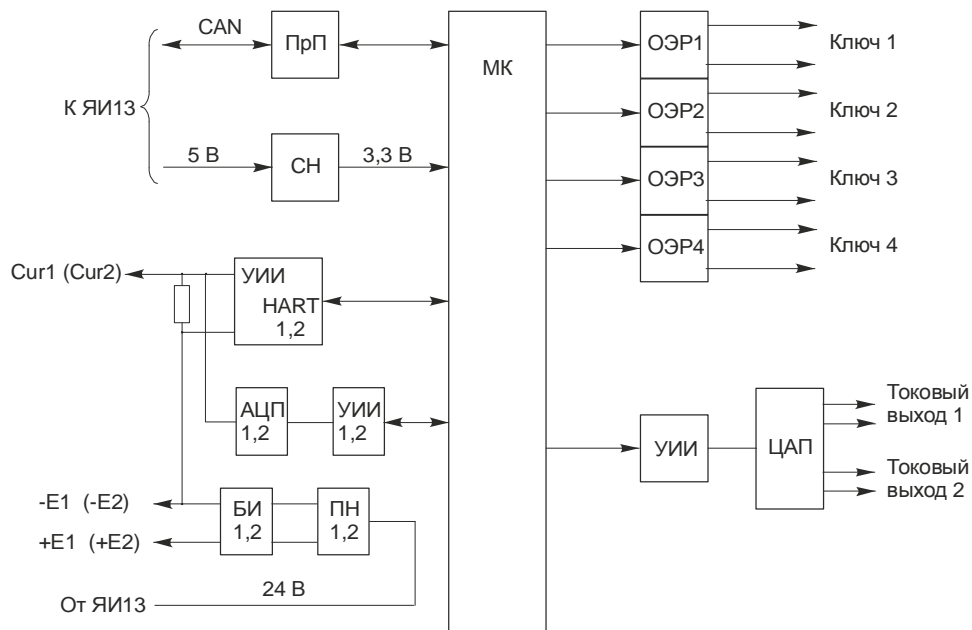 CAN
ПрП
К ЯИ13
5 В
СН
3,3 В
МК
ОЭР1
Ключ 1
ОЭР2
Ключ 2
ОЭР3
Ключ 3
ОЭР4
Ключ 4
Cur1 (Cur2)
УИИ
HART
1,2
АЦП
1,2
УИИ
1,2
УИИ
ЦАП
Токовый
выход 1
Токовый
выход 2
-E1 (-E2)
+E1 (+E2)
БИ
1,2
ПН
1,2
24 В
От ЯИ13